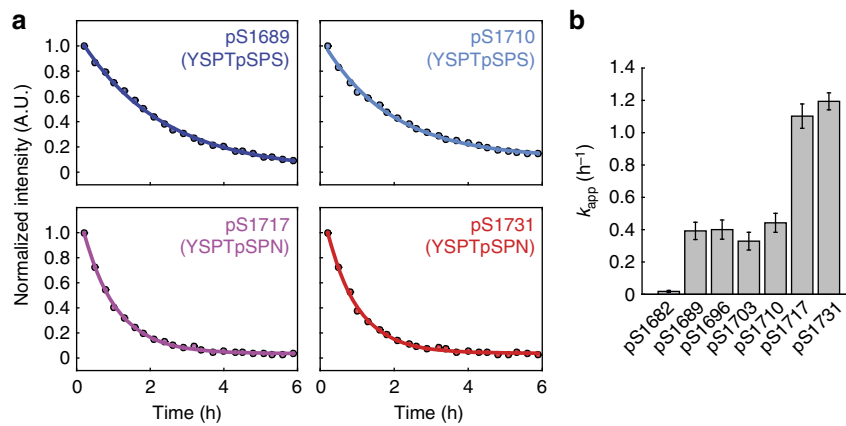 a
b
Normalized intensity (A.U.)
1.0
0.8
0.6
0.4
0.2
0
pS1689
(YSPTpSPS)
pS1710
(YSPTpSPS)
1.0
0.8
0.6
0.4
0.2
0
pS1717
(YSPTpSPN)
pS1731
(YSPTpSPN)
0 2 4 6
0 2 4 6
Time (h)
Time (h)
kapp (h–1)
1.4
1.2
1.0
0.8
0.6
0.4
0.2
0
pS1682
pS1689
pS1696
pS1703
pS1710
pS1717
pS1731